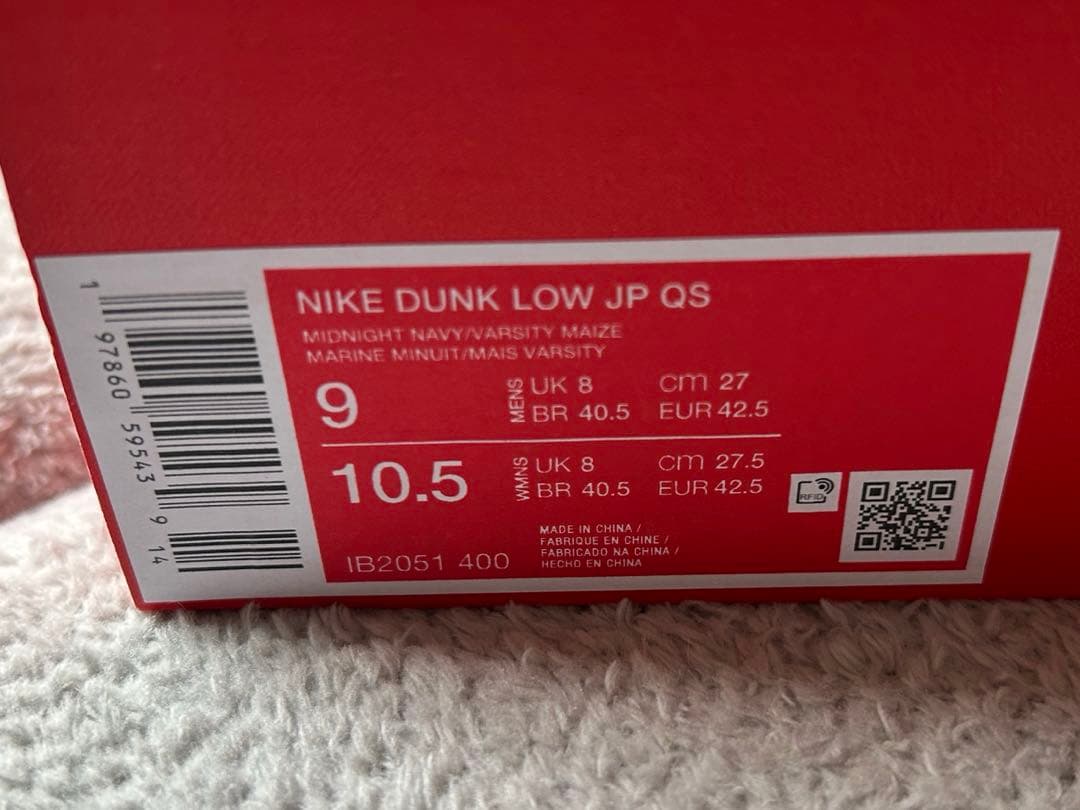 NIKE DUNK LOW JP QS
MIDNIGHT NAVY/VARSITY MAIZE
MARINE MINUIT/MAIS VARSITY
9
MENS
UK 8 cm 27
BR 40.5 EUR 42.5
10.5
WMNS
UK 8 cm 27.5
BR 40.5 EUR 42.5
IB2051 400
MADE IN CHINA /
FABRIQUE EN CHINE /
FABRICADO NA CHINA /
HECHO EN CHINA
RFID
1 97860 59543 9 14